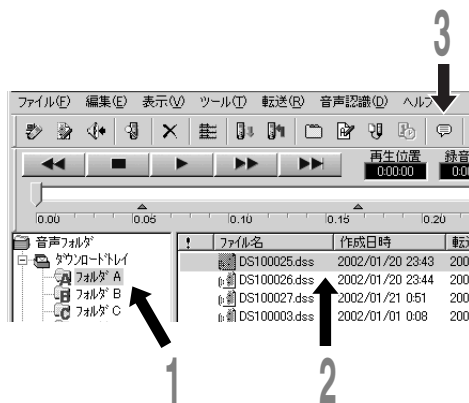 3
ファイル(F) 編集(E) 表示(V) ツール(T) 転送(R) 音声認識(D) ヘルプ
再生位置 録音
0:00:00 0:0
0.00 0.05 0.10 0.15 0.20
音声フォルダ ! ファイル名 作成日時 転送
ダウンロードトレイ DS100025.dss 2002/01/20 23:43 200
A フォルダ A DS100026.dss 2002/01/20 23:44 200
B フォルダ B DS100027.dss 2002/01/21 0:51 200
C フォルダ C DS100003.dss 2002/01/01 0:08 200
1 2